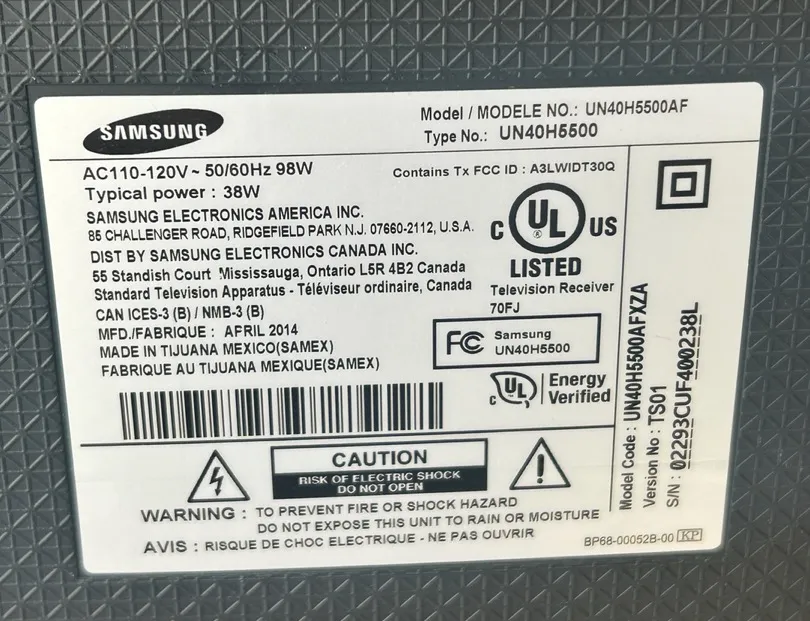 SAMSUNG
Model / MODELE NO.: UN40H5500AF
Type No.: UN40H5500
AC110-120V~ 50/60Hz 98W
Typical power : 38W
Contains Tx FCC ID : A3LWIDT30Q
SAMSUNG ELECTRONICS AMERICA INC.
85 CHALLENGER ROAD, RIDGEFIELD PARK N.J. 07660-2112, U.S.A.
DIST BY SAMSUNG ELECTRONICS CANADA INC.
55 Standish Court Mississauga, Ontario L5R 4B2 Canada
Standard Television Apparatus - Téléviseur ordinaire, Canada
CAN ICES-3 (B) / NMB-3 (B)
MFD./FABRIQUE : AFRIL 2014
MADE IN TIJUANA MEXICO(SAMEX)
FABRIQUE AU TIJUANA MEXIQUE(SAMEX)
C UL ® US
LISTED
Television Receiver
70FJ
FC Samsung
UN40H5500
C UL Energy
Verified
Model Code : UN40H5500AFXZA
Version No : TS01
S/N : 02293CUF400238L
CAUTION
RISK OF ELECTRIC SHOCK
DO NOT OPEN
WARNING : TO PREVENT FIRE OR SHOCK HAZARD
DO NOT EXPOSE THIS UNIT TO RAIN OR MOISTURE
AVIS : RISQUE DE CHOC ELECTRIQUE - NE PAS OUVRIR
BP68-00052B-00 KP